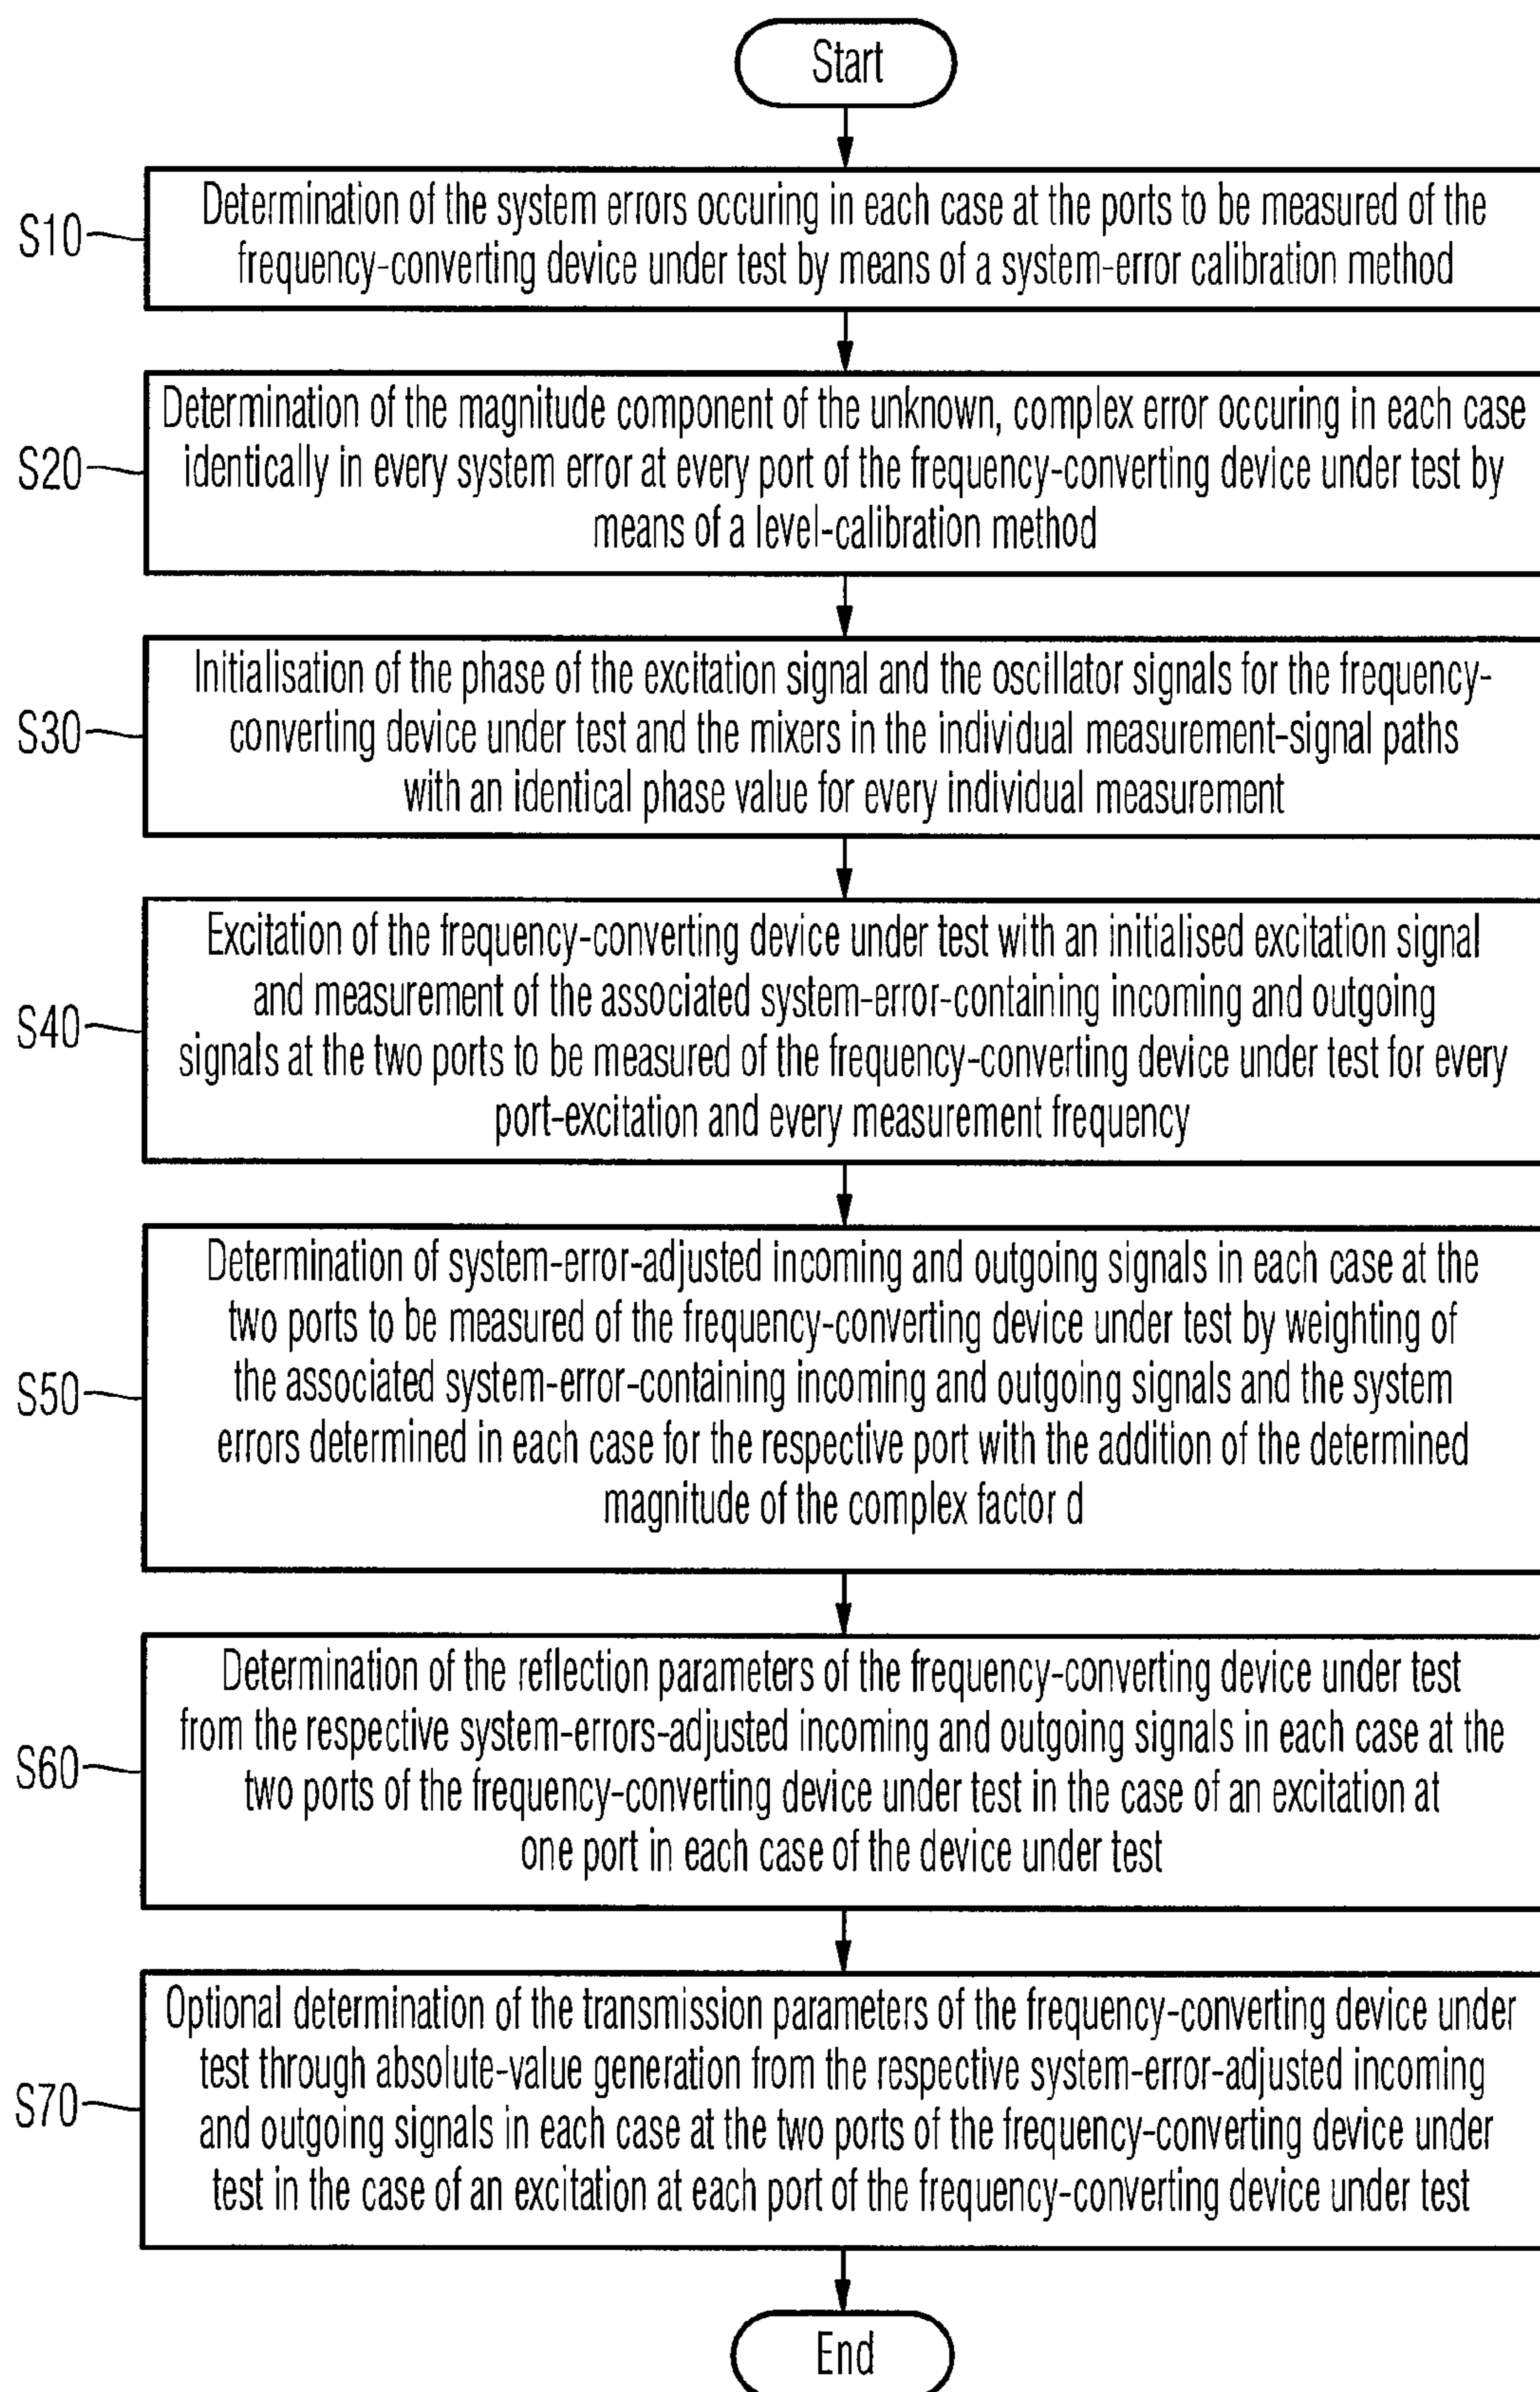 Start
S10
Determination of the system errors occuring in each case at the ports to be measured of the
frequency-converting device under test by means of a system-error calibration method
S20
Determination of the magnitude component of the unknown, complex error occuring in each case
identically in every system error at every port of the frequency-converting device under test by
means of a level-calibration method
S30
Initialisation of the phase of the excitation signal and the oscillator signals for the frequency-
converting device under test and the mixers in the individual measurement-signal paths
with an identical phase value for every individual measurement
S40
Excitation of the frequency-converting device under test with an initialised excitation signal
and measurement of the associated system-error-containing incoming and outgoing
signals at the two ports to be measured of the frequency-converting device under test for every
port-excitation and every measurement frequency
S50
Determination of system-error-adjusted incoming and outgoing signals in each case at the
two ports to be measured of the frequency-converting device under test by weighting of
the associated system-error-containing incoming and outgoing signals and the system
errors determined in each case for the respective port with the addition of the determined
magnitude of the complex factor d
S60
Determination of the reflection parameters of the frequency-converting device under test
from the respective system-errors-adjusted incoming and outgoing signals in each case at the
two ports of the frequency-converting device under test in the case of an excitation at
one port in each case of the device under test
S70
Optional determination of the transmission parameters of the frequency-converting device under
test through absolute-value generation from the respective system-error-adjusted incoming
and outgoing signals in each case at the two ports of the frequency-converting device under
test in the case of an excitation at each port of the frequency-converting device under test
End